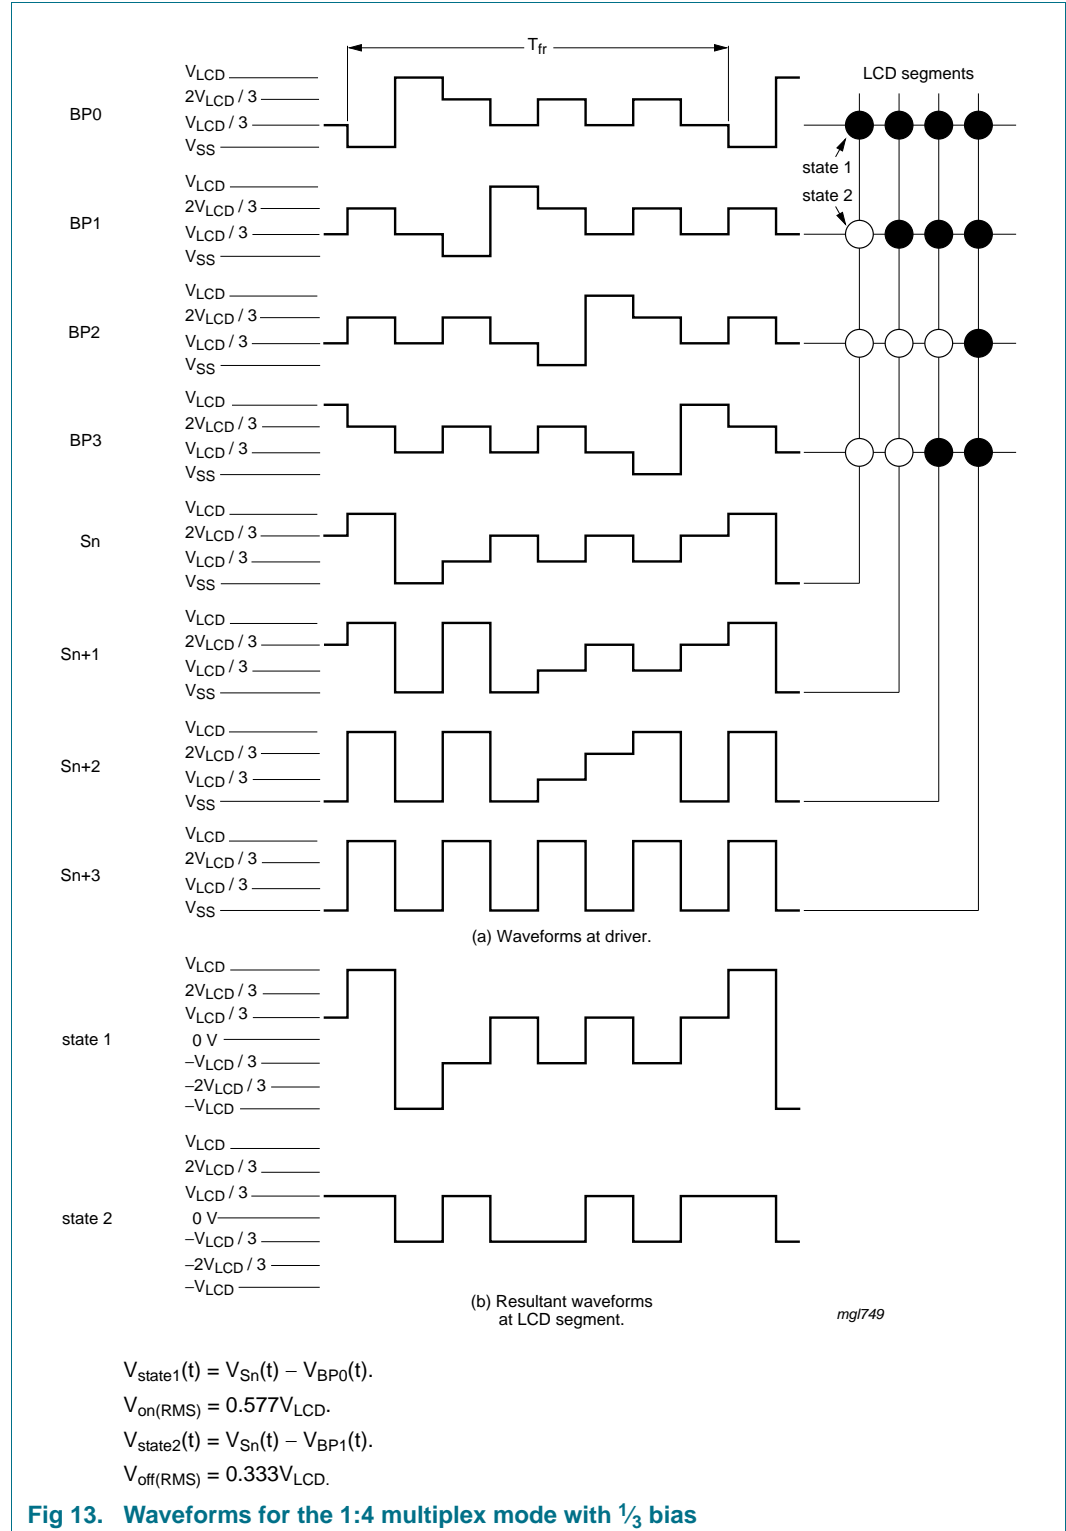 Tfr
LCD segments
BP0
VLCD
2VLCD / 3
VLCD / 3
VSS
state 1
state 2
BP1
VLCD
2VLCD / 3
VLCD / 3
VSS
BP2
VLCD
2VLCD / 3
VLCD / 3
VSS
BP3
VLCD
2VLCD / 3
VLCD / 3
VSS
Sn
VLCD
2VLCD / 3
VLCD / 3
VSS
Sn+1
VLCD
2VLCD / 3
VLCD / 3
VSS
Sn+2
VLCD
2VLCD / 3
VLCD / 3
VSS
Sn+3
VLCD
2VLCD / 3
VLCD / 3
VSS
(a) Waveforms at driver.
state 1
VLCD
2VLCD / 3
VLCD / 3
0 V
−VLCD / 3
−2VLCD / 3
−VLCD
state 2
VLCD
2VLCD / 3
VLCD / 3
0 V
−VLCD / 3
−2VLCD / 3
−VLCD
(b) Resultant waveforms
at LCD segment.
mgl749
Vstate1(t) = VSn(t) − VBP0(t).
Von(RMS) = 0.577VLCD.
Vstate2(t) = VSn(t) − VBP1(t).
Voff(RMS) = 0.333VLCD.
Fig 13. Waveforms for the 1:4 multiplex mode with 1⁄3 bias